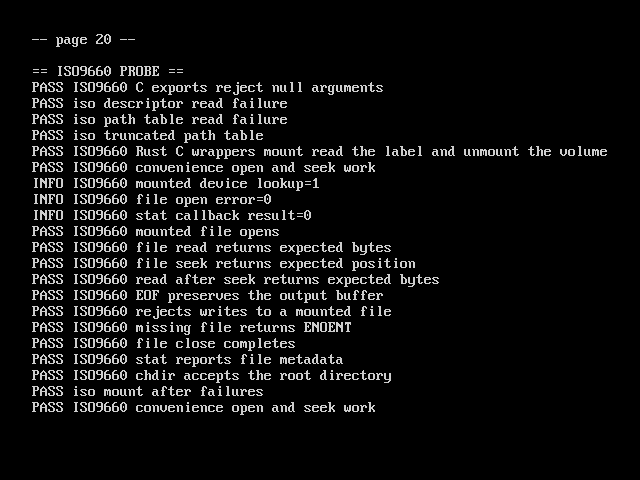 -- page 20 --
== ISO9660 PROBE ==
PASS ISO9660 C exports reject null arguments
PASS iso descriptor read failure
PASS iso path table read failure
PASS iso truncated path table
PASS ISO9660 Rust C wrappers mount read the label and unmount the volume
PASS ISO9660 convenience open and seek work
INFO ISO9660 mounted device lookup=1
INFO ISO9660 file open error=0
INFO ISO9660 stat callback result=0
PASS ISO9660 mounted file opens
PASS ISO9660 file read returns expected bytes
PASS ISO9660 file seek returns expected position
PASS ISO9660 read after seek returns expected bytes
PASS ISO9660 EOF preserves the output buffer
PASS ISO9660 rejects writes to a mounted file
PASS ISO9660 missing file returns ENOENT
PASS ISO9660 file close completes
PASS ISO9660 stat reports file metadata
PASS ISO9660 chdir accepts the root directory
PASS iso mount after failures
PASS ISO9660 convenience open and seek work